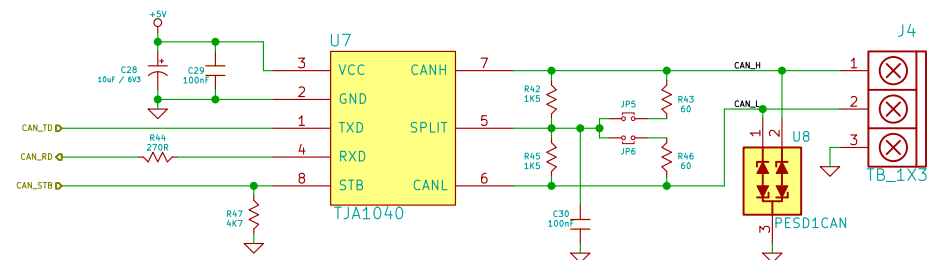 +5V
U7
J4
C28
10uF / 6V3
C29
100nF
3
VCC
CANH
7
CAN_H
1
2
GND
R42
1K5
JP5
R43
60
CAN_L
2
CAN_TD
1
TXD
SPLIT
5
1
2
U8
CAN_RD
R44
270R
4
RXD
R45
1K5
JP6
R46
60
3
TB_1X3
CAN_STB
8
STB
CANL
6
TJA1040
R47
4K7
C30
100nF
3
PESD1CAN